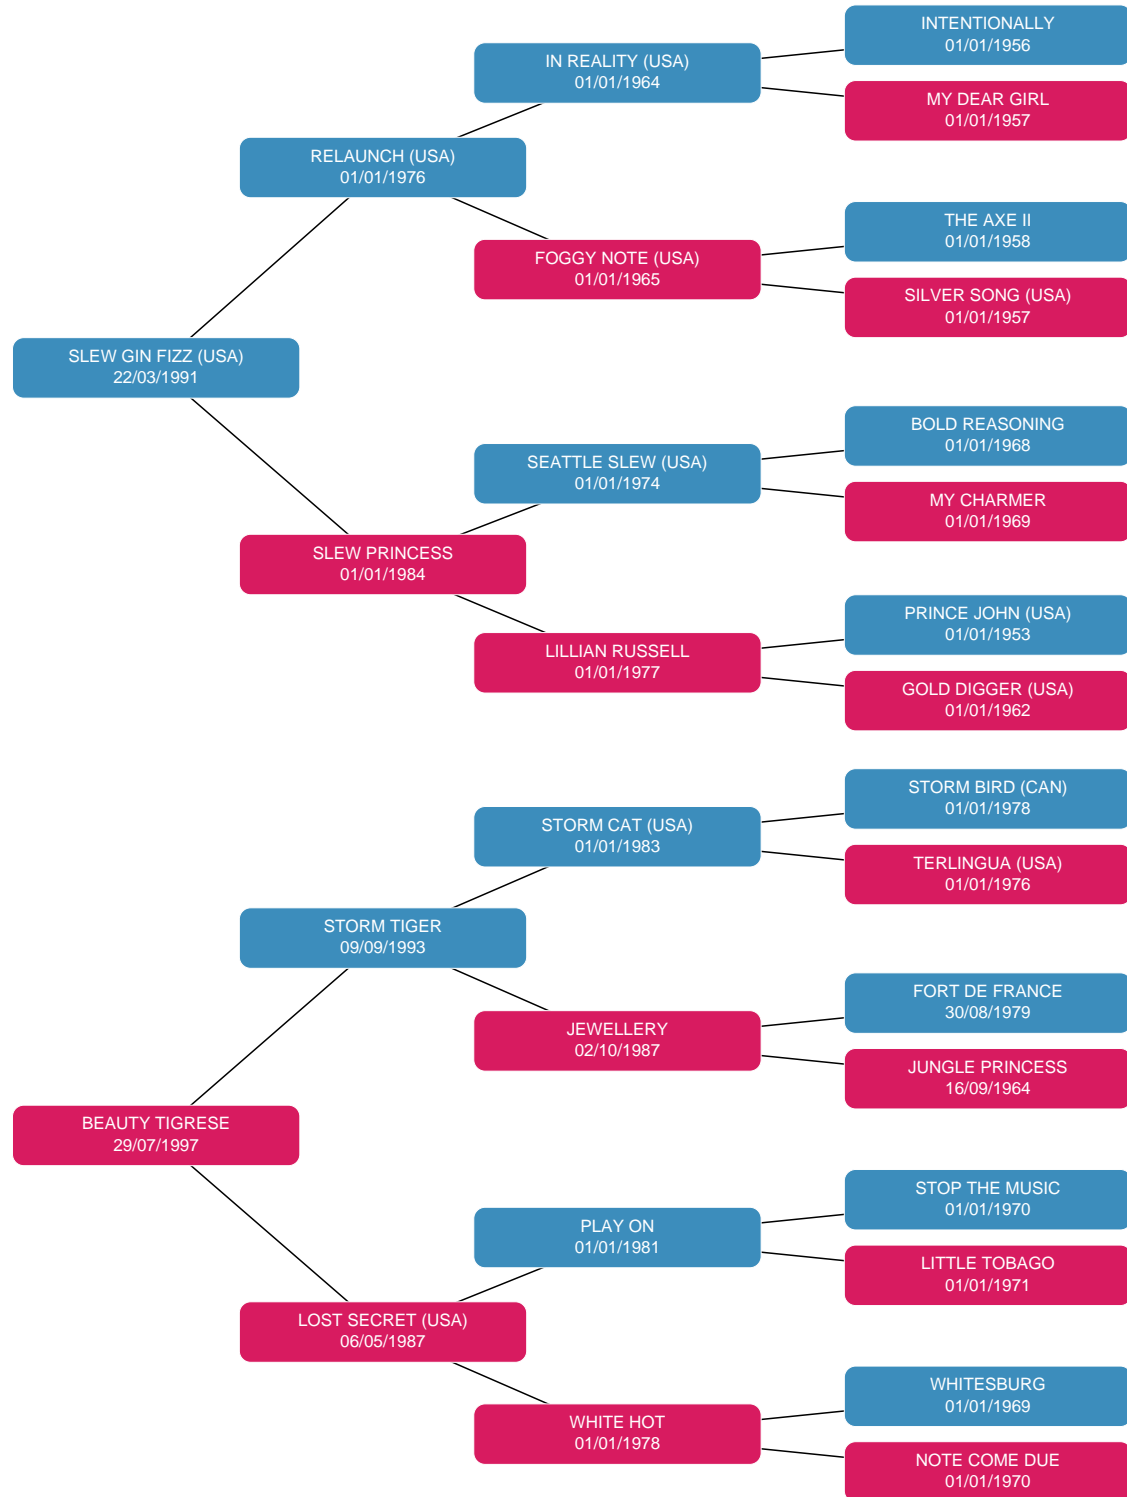 INTENTIONALLY
01/01/1956
IN REALITY (USA)
01/01/1964
MY DEAR GIRL
01/01/1957
RELAUNCH (USA)
01/01/1976
THE AXE II
01/01/1958
FOGGY NOTE (USA)
01/01/1965
SILVER SONG (USA)
01/01/1957
SLEW GIN FIZZ (USA)
22/03/1991
BOLD REASONING
01/01/1968
SEATTLE SLEW (USA)
01/01/1974
MY CHARMER
01/01/1969
SLEW PRINCESS
01/01/1984
PRINCE JOHN (USA)
01/01/1953
LILLIAN RUSSELL
01/01/1977
GOLD DIGGER (USA)
01/01/1962
STORM BIRD (CAN)
01/01/1978
STORM CAT (USA)
01/01/1983
TERLINGUA (USA)
01/01/1976
STORM TIGER
09/09/1993
FORT DE FRANCE
30/08/1979
JEWELLERY
02/10/1987
JUNGLE PRINCESS
16/09/1964
BEAUTY TIGRESE
29/07/1997
STOP THE MUSIC
01/01/1970
PLAY ON
01/01/1981
LITTLE TOBAGO
01/01/1971
LOST SECRET (USA)
06/05/1987
WHITESBURG
01/01/1969
WHITE HOT
01/01/1978
NOTE COME DUE
01/01/1970